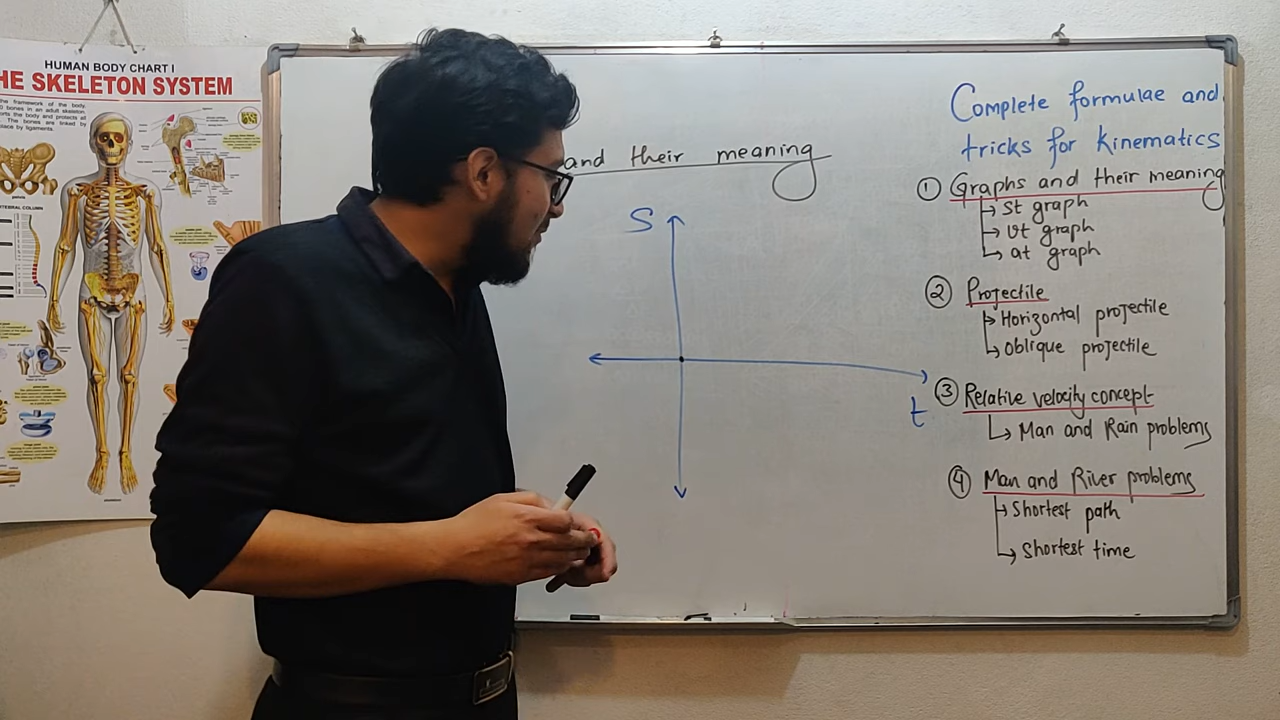 HUMAN BODY CHART I
HE SKELETON SYSTEM
and their meaning
S
t
Complete formulae and
tricks for Kinematics
① Graphs and their meaning
→ st graph
→ vt graph
→ at graph
② Projectile
→ Horizontal projectile
→ Oblique projectile
③ Relative velocity concept
→ Man and Rain problems
④ Man and River problems
→ Shortest path
→ Shortest time